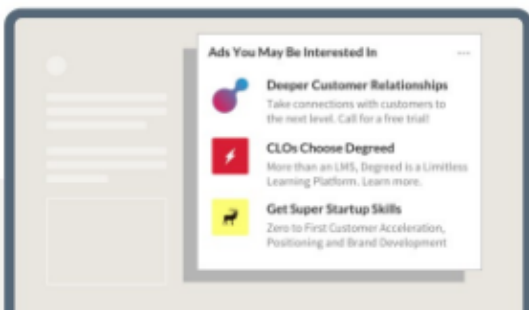 Ads You May Be Interested In
Deeper Customer Relationships
Take connections with customers to
the next level. Call for a free trial!
CLOs Choose Degreed
More than an LMS, Degreed is a Limitless
Learning Platform. Learn more.
Get Super Startup Skills
Zero to First Customer Acceleration,
Positioning and Brand Development